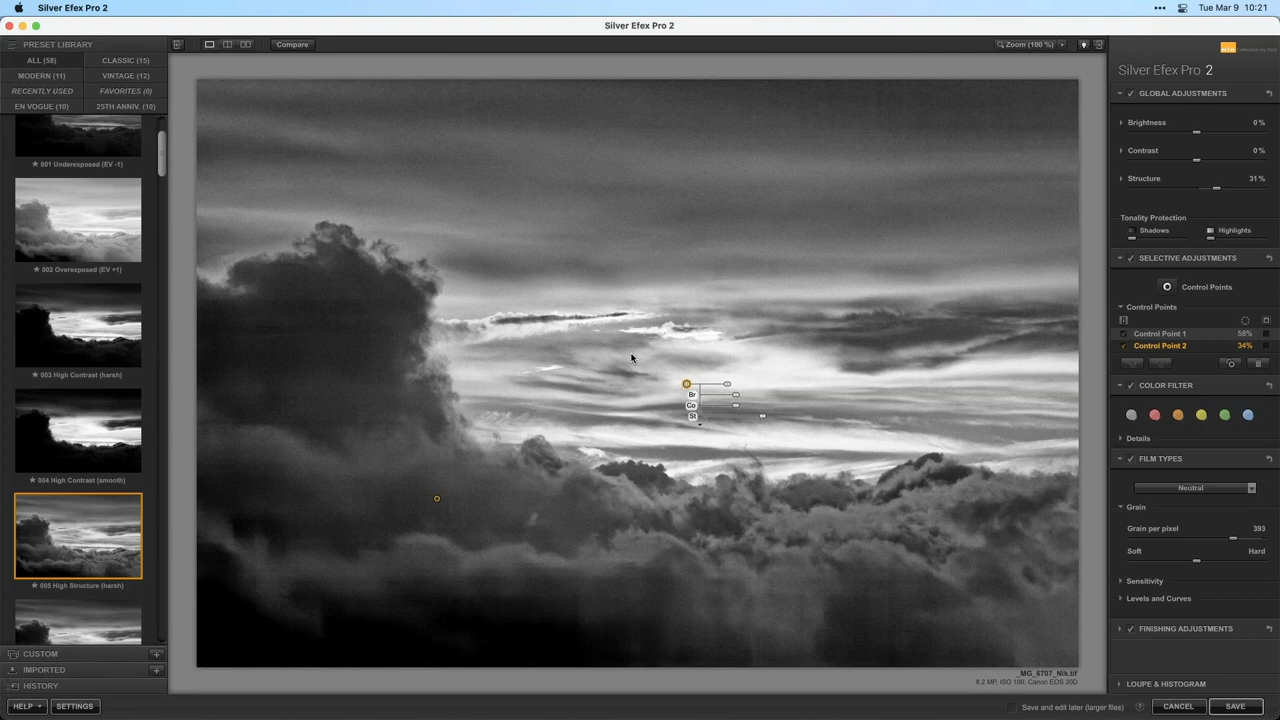 Silver Efex Pro 2
Tue Mar 9 10:21
Silver Efex Pro 2
PRESET LIBRARY
Compare
Zoom (100 %)
ALL (58)
CLASSIC (15)
MODERN (11)
VINTAGE (12)
RECENTLY USED
FAVORITES (0)
EN VOGUE (10)
25TH ANNIV. (10)
★ 001 Underexposed (EV -1)
★ 002 Overexposed (EV +1)
★ 003 High Contrast (harsh)
★ 004 High Contrast (smooth)
★ 005 High Structure (harsh)
CUSTOM
IMPORTED
HISTORY
HELP
SETTINGS
Br
Co
St
_MG_6707_Nik.tif
8.2 MP, ISO 100, Canon EOS 20D
Silver Efex Pro 2
GLOBAL ADJUSTMENTS
Brightness 0 %
Contrast 0 %
Structure 31 %
Tonality Protection
Shadows
Highlights
SELECTIVE ADJUSTMENTS
Control Points
Control Points
Control Point 1 58%
Control Point 2 34%
COLOR FILTER
Details
FILM TYPES
Neutral
Grain
Grain per pixel 393
Soft Hard
Sensitivity
Levels and Curves
FINISHING ADJUSTMENTS
LOUPE & HISTOGRAM
Save and edit later (larger files)
CANCEL
SAVE